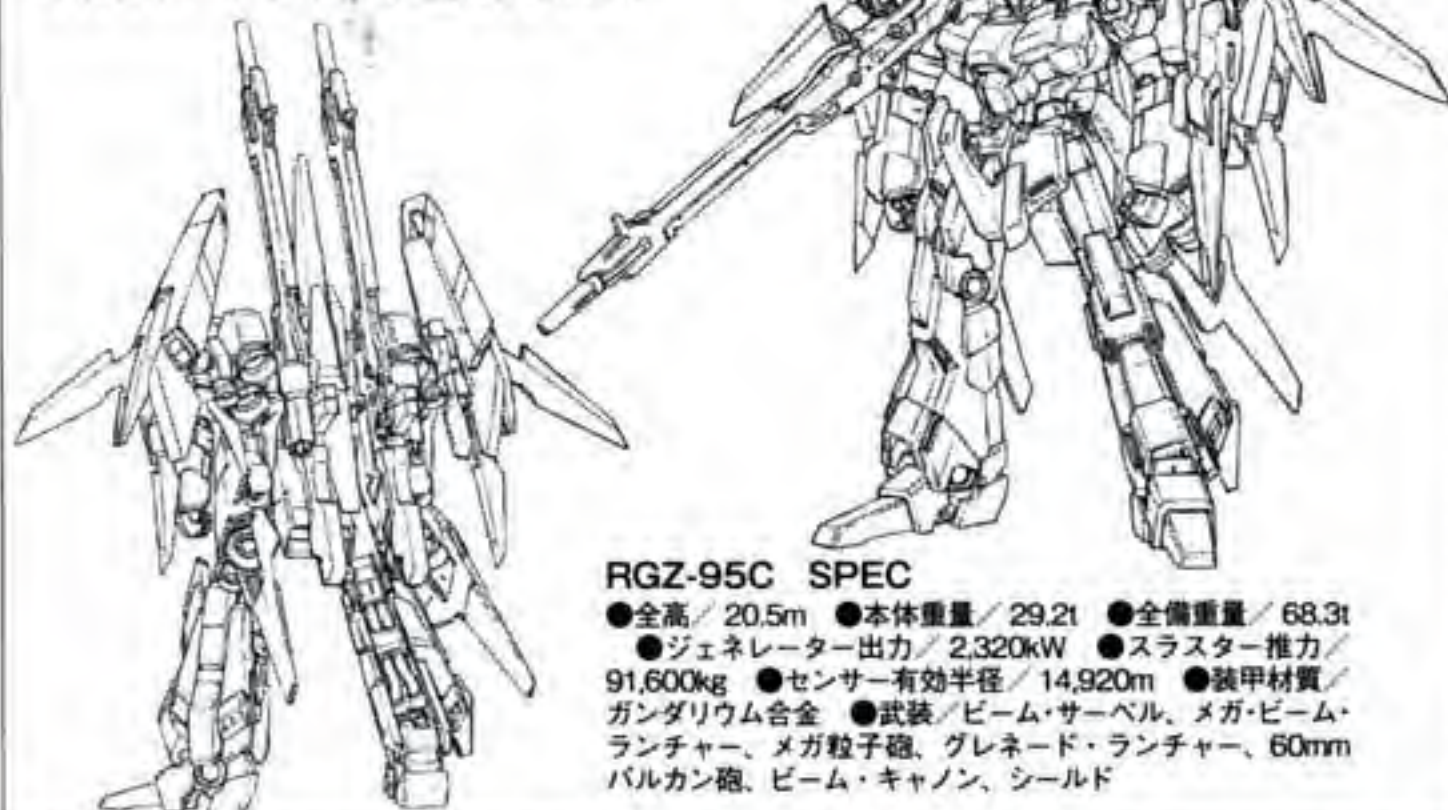 RGZ-95C SPEC
●全高／20.5m ●本体重量／29.2t ●全備重量／68.3t
●ジェネレーター出力／2,320kW ●スラスター推力／
91,600kg ●センサー有効半径／14,920m ●装甲材質／
ガンダリウム合金 ●武装／ビーム・サーベル、メガ・ビーム・
ランチャー、メガ粒子砲、グレネード・ランチャー、60mm
バルカン砲、ビーム・キャノン、シールド